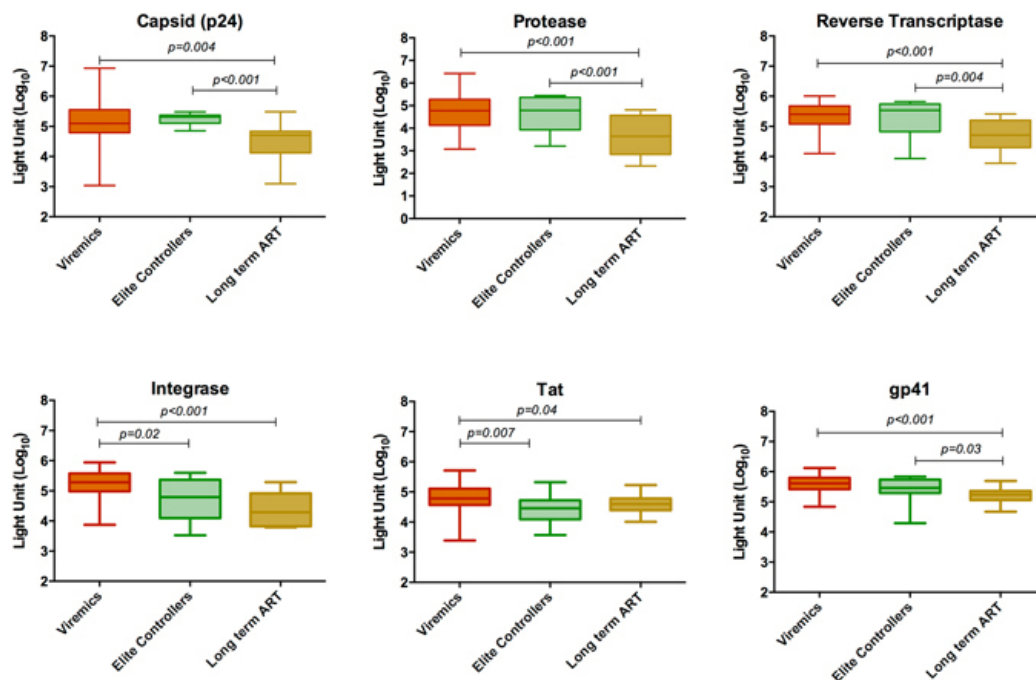 Capsid (p24)
Light Unit (Log10)
8
7
6
5
4
3
2
p=0.004
p<0.001
Viremics
Elite Controllers
Long term ART
Protease
Light Unit (Log10)
8
7
6
5
4
3
2
1
0
p<0.001
p<0.001
Viremics
Elite Controllers
Long term ART
Reverse Transcriptase
Light Unit (Log10)
8
7
6
5
4
3
2
p<0.001
p=0.004
Viremics
Elite Controllers
Long term ART
Integrase
Light Unit (Log10)
8
7
6
5
4
3
2
p<0.001
p=0.02
Viremics
Elite Controllers
Long term ART
Tat
Light Unit (Log10)
8
7
6
5
4
3
2
p=0.04
p=0.007
Viremics
Elite Controllers
Long term ART
gp41
Light Unit (Log10)
8
7
6
5
4
3
2
p<0.001
p=0.03
Viremics
Elite Controllers
Long term ART